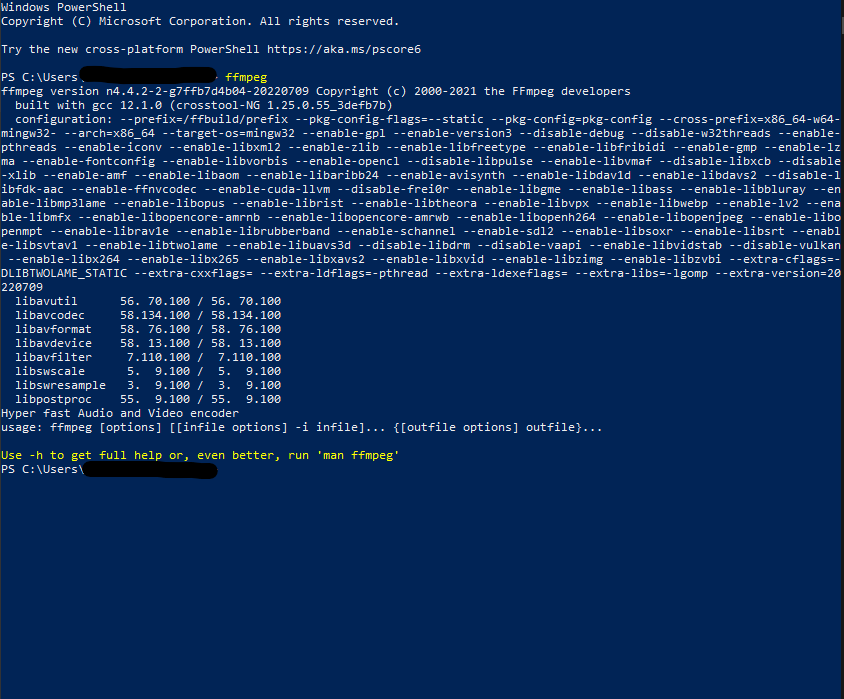 Windows PowerShell
Copyright (C) Microsoft Corporation. All rights reserved.
Try the new cross-platform PowerShell https://aka.ms/pscore6
PS C:\Users ffmpeg
ffmpeg version n4.4.2-2-g7ffb7d4b04-20220709 Copyright (c) 2000-2021 the FFmpeg developers
built with gcc 12.1.0 (crosstool-NG 1.25.0.55_3defb7b)
configuration: --prefix=/ffbuild/prefix --pkg-config-flags=--static --pkg-config=pkg-config --cross-prefix=x86_64-w64-
mingw32- --arch=x86_64 --target-os=mingw32 --enable-gpl --enable-version3 --disable-debug --disable-w32threads --enable-
pthreads --enable-iconv --enable-libxml2 --enable-zlib --enable-libfreetype --enable-libfribidi --enable-gmp --enable-lz
ma --enable-fontconfig --enable-libvorbis --enable-opencl --disable-libpulse --enable-libvmaf --disable-libxcb --disable
-xlib --enable-amf --enable-libaom --enable-libaribb24 --enable-avisynth --enable-libdav1d --enable-libdavs2 --disable-l
ibfdk-aac --enable-ffnvcodec --enable-cuda-llvm --disable-frei0r --enable-libgme --enable-libass --enable-libbluray --en
able-libmp3lame --enable-libopus --enable-librist --enable-libtheora --enable-libvpx --enable-libwebp --enable-lv2 --ena
ble-libmfx --enable-libopencore-amrnb --enable-libopencore-amrwb --enable-libopenh264 --enable-libopenjpeg --enable-libo
penmpt --enable-librav1e --enable-librubberband --enable-schannel --enable-sdl2 --enable-libsoxr --enable-libsrt --enabl
e-libsvtav1 --enable-libtwolame --enable-libuavs3d --disable-libdrm --disable-vaapi --enable-libvidstab --disable-vulkan
--enable-libx264 --enable-libx265 --enable-libxavs2 --enable-libxvid --enable-libzimg --enable-libzvbi --extra-cflags=-
DLIBTWOLAME_STATIC --extra-cxxflags= --extra-ldflags=-pthread --extra-ldexeflags= --extra-libs=-lgomp --extra-version=20
220709
libavutil 56. 70.100 / 56. 70.100
libavcodec 58.134.100 / 58.134.100
libavformat 58. 76.100 / 58. 76.100
libavdevice 58. 13.100 / 58. 13.100
libavfilter 7.110.100 / 7.110.100
libswscale 5. 9.100 / 5. 9.100
libswresample 3. 9.100 / 3. 9.100
libpostproc 55. 9.100 / 55. 9.100
Hyper fast Audio and Video encoder
usage: ffmpeg [options] [[infile options] -i infile]... {[outfile options] outfile}...
Use -h to get full help or, even better, run 'man ffmpeg'
PS C:\Users\